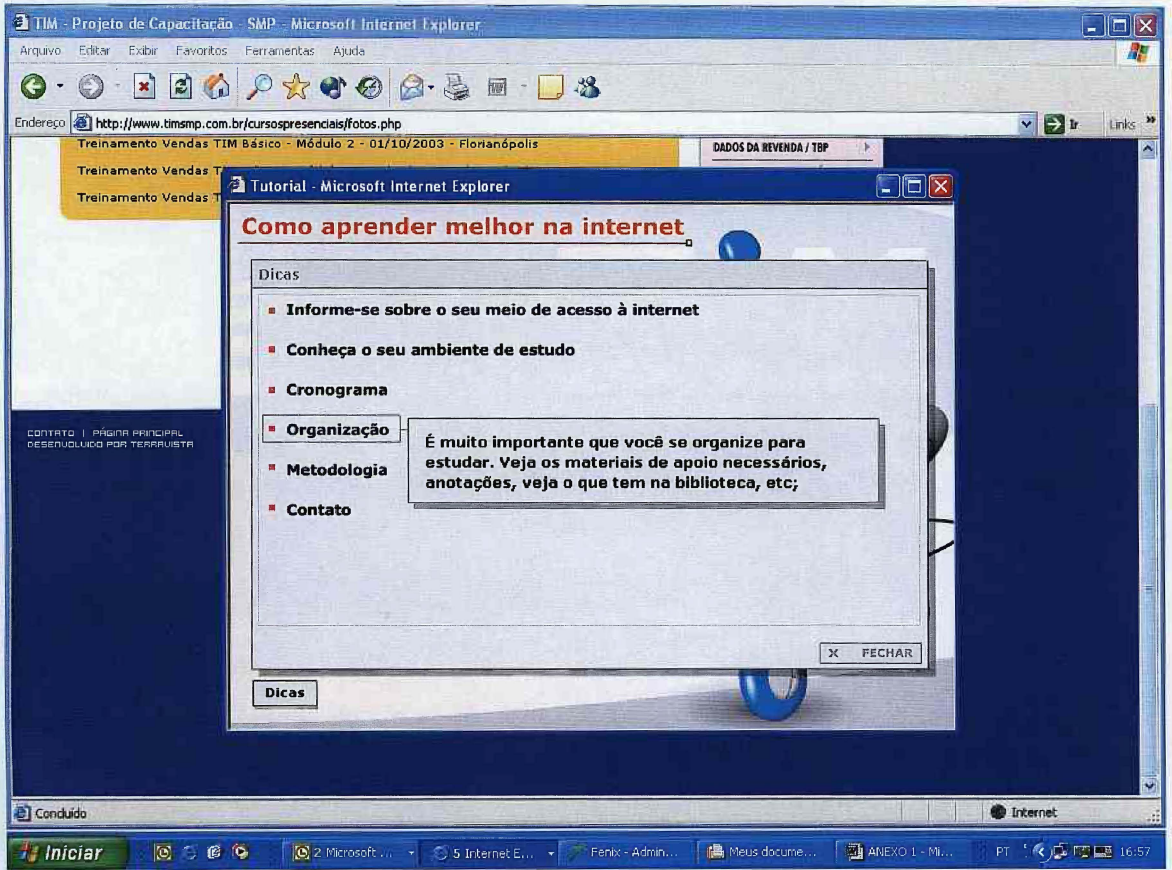 TIM - Projeto de Capacitação - SMP - Microsoft Internet Explorer
Arquivo Editar Exibir Favoritos Ferramentas Ajuda
Endereço http://www.timsmp.com.br/cursospresenciais/fotos.php Ir Links »
Treinamento Vendas TIM Básico - Módulo 2 - 01/10/2003 - Florianópolis
DADOS DA REVENDA / TBP
Treinamento Vendas T
Treinamento Vendas T
Tutorial - Microsoft Internet Explorer
Como aprender melhor na internet
Dicas
Informe-se sobre o seu meio de acesso à internet
Conheça o seu ambiente de estudo
Cronograma
Organização
É muito importante que você se organize para
estudar. Veja os materiais de apoio necessários,
anotações, veja o que tem na biblioteca, etc;
Metodologia
Contato
X FECHAR
Dicas
CONTATO | PÁGINA PRINCIPAL
DESENVOLVIDO POR TERRAVISTA
Concluído
Internet
Iniciar
2 Microsoft ...
5 Internet E...
Fenix - Admin...
Meus docume...
ANEXO 1 - Mi...
PT
16:57